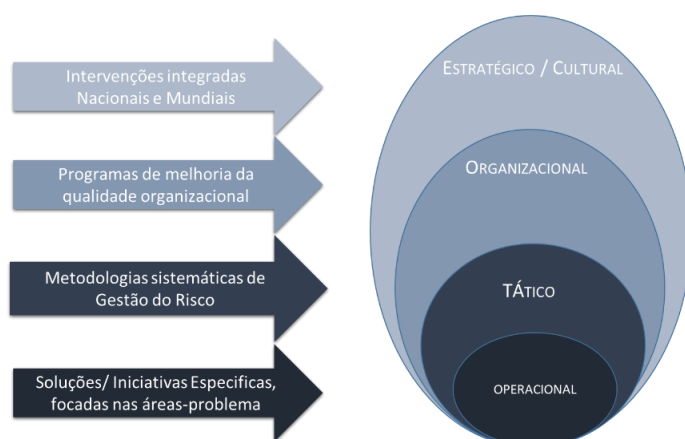 Intervenções integradas
Nacionais e Mundiais
ESTRATÉGICO / CULTURAL
Programas de melhoria da
qualidade organizacional
ORGANIZACIONAL
Metodologias sistemáticas de
Gestão do Risco
TÁTICO
Soluções/ Iniciativas Especificas,
focadas nas áreas-problema
OPERACIONAL